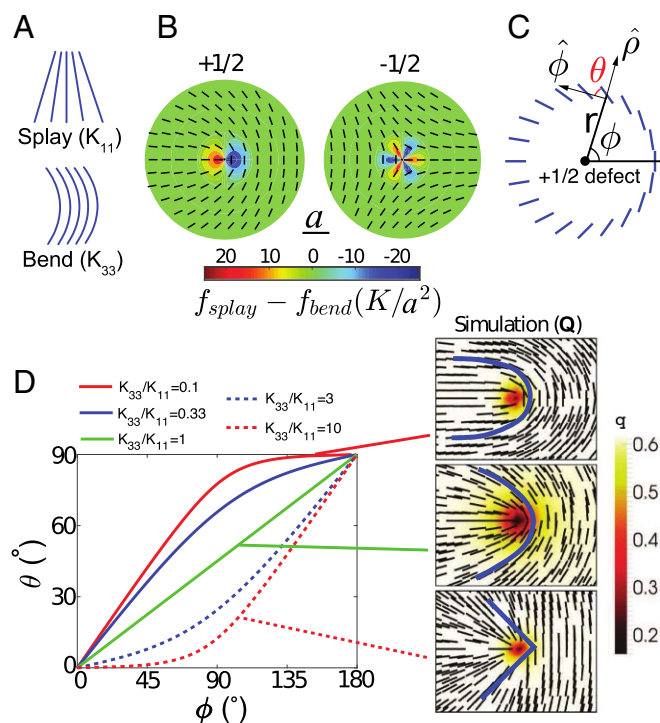 A
B
C
+1/2
-1/2
Splay (K11)
Bend (K33)
a
20 10 0 -10 -20
fsplay − fbend(K/a²)
ϕ̂
θ
ρ̂
r
ϕ
+1/2 defect
Simulation (Q)
D
K33/K11=0.1
K33/K11=0.33
K33/K11=1
K33/K11=3
K33/K11=10
90
60
30
0
θ (°)
0 45 90 135 180
ϕ (°)
q
0.6
0.5
0.4
0.3
0.2